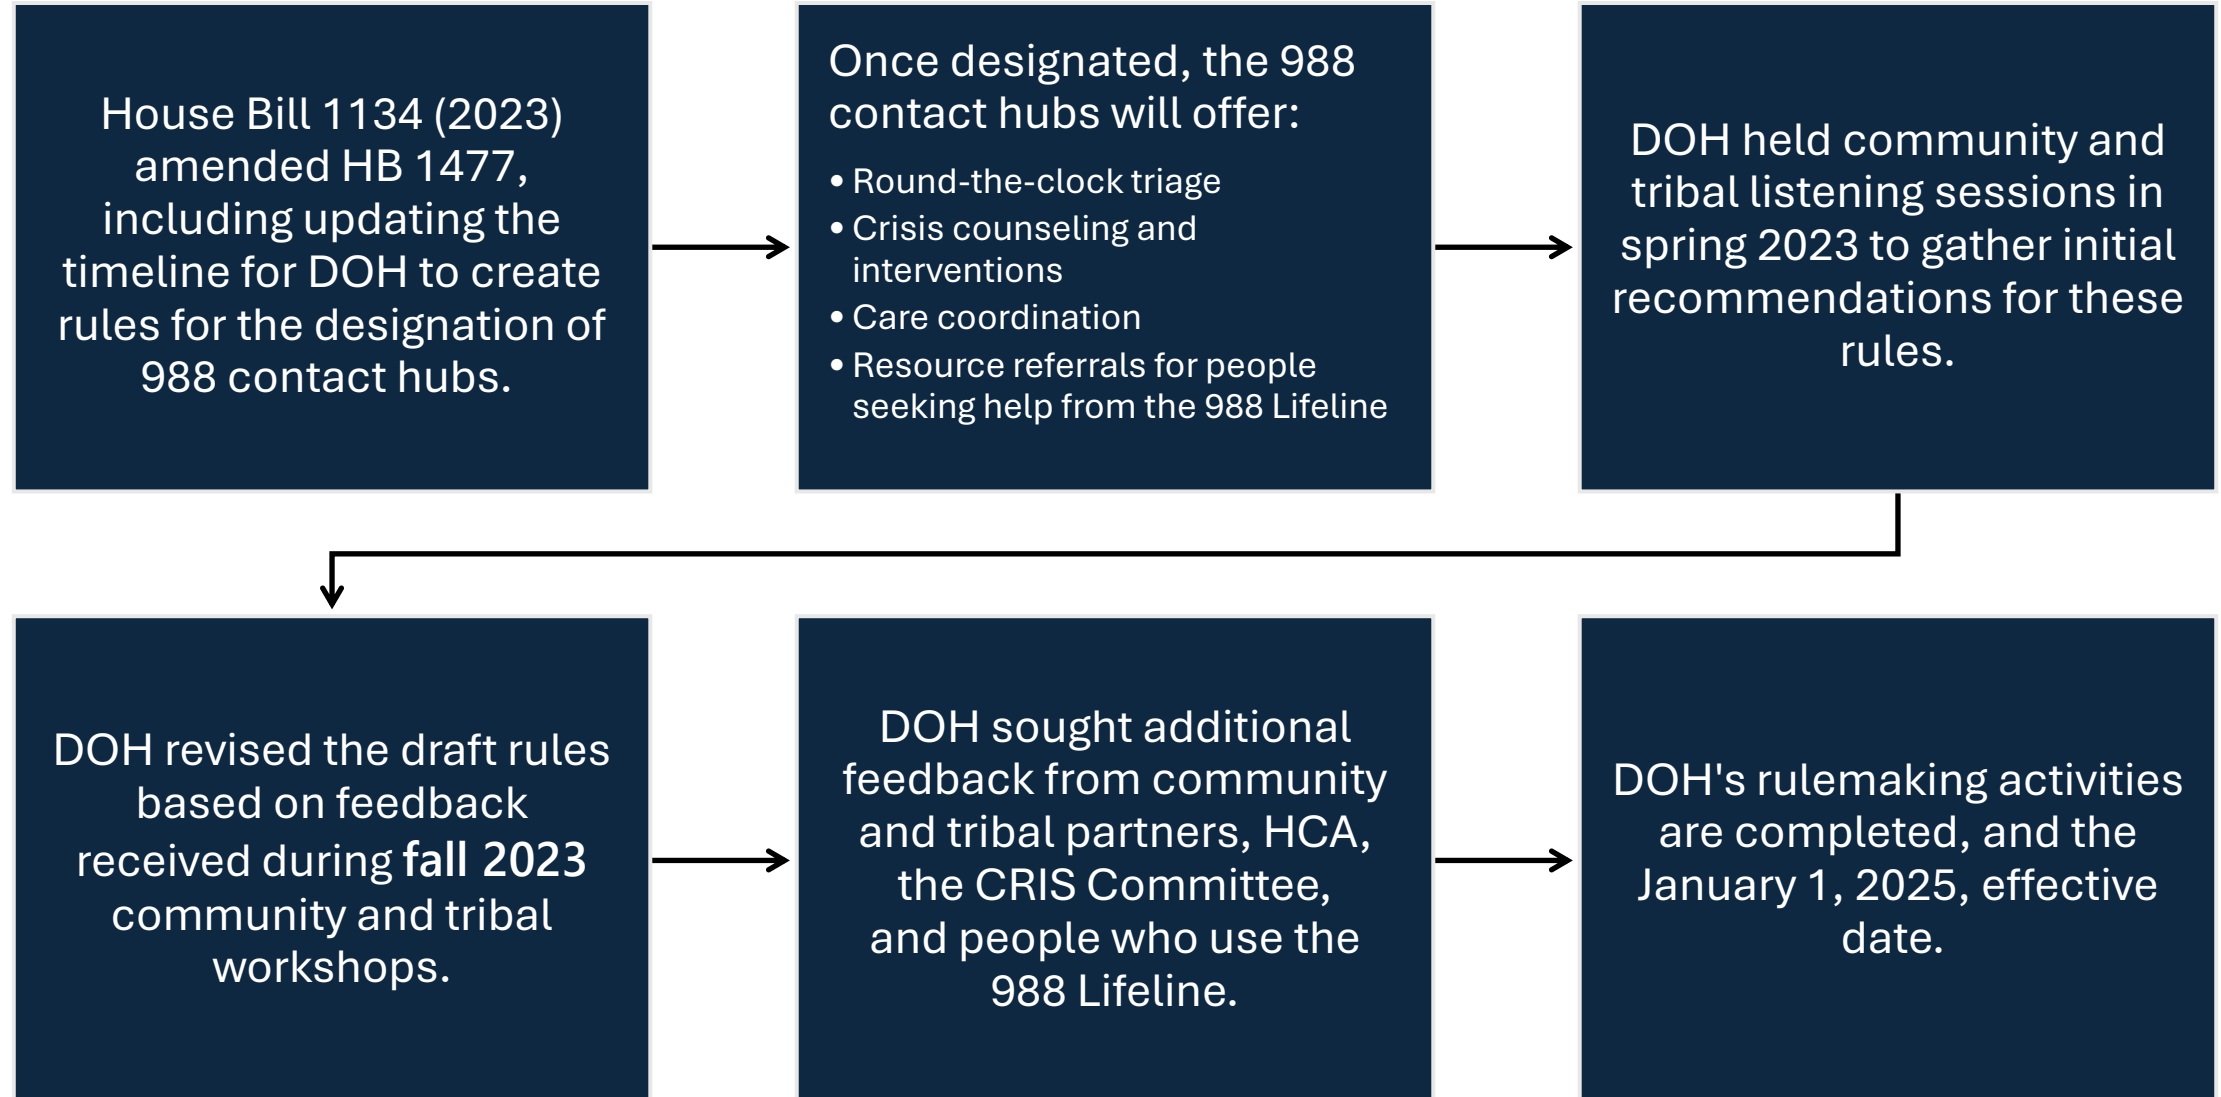 House Bill 1134 (2023)
amended HB 1477,
including updating the
timeline for DOH to create
rules for the designation of
988 contact hubs.
Once designated, the 988
contact hubs will offer:
• Round-the-clock triage
• Crisis counseling and
interventions
• Care coordination
• Resource referrals for people
seeking help from the 988 Lifeline
DOH held community and
tribal listening sessions in
spring 2023 to gather initial
recommendations for these
rules.
DOH revised the draft rules
based on feedback
received during fall 2023
community and tribal
workshops.
DOH sought additional
feedback from community
and tribal partners, HCA,
the CRIS Committee,
and people who use the
988 Lifeline.
DOH's rulemaking activities
are completed, and the
January 1, 2025, effective
date.